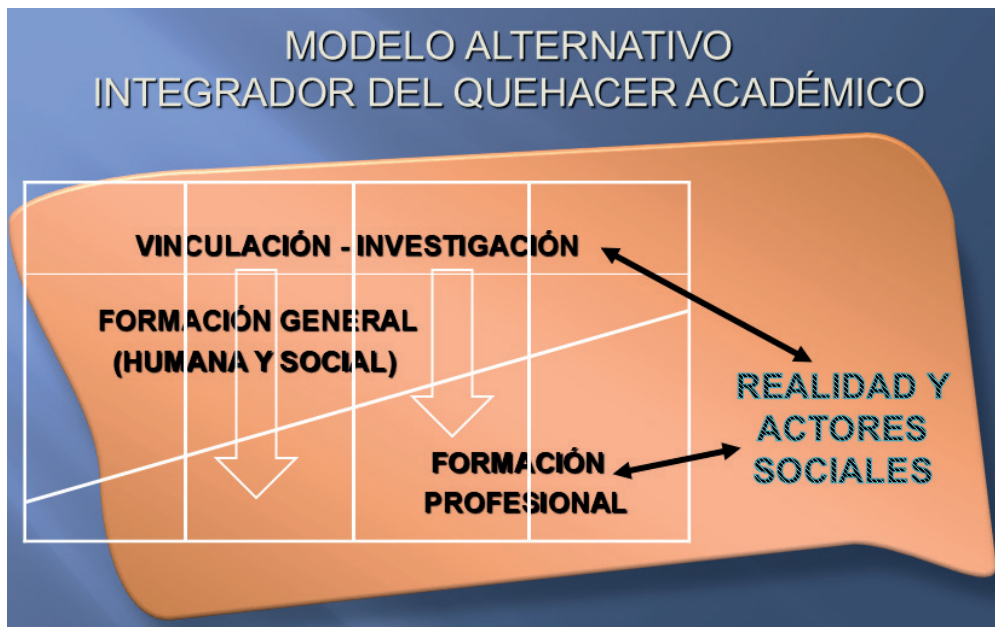 MODELO ALTERNATIVO
INTEGRADOR DEL QUEHACER ACADÉMICO
VINCULACIÓN - INVESTIGACIÓN
FORMACIÓN GENERAL
(HUMANA Y SOCIAL)
REALIDAD Y
ACTORES
SOCIALES
FORMACIÓN
PROFESIONAL